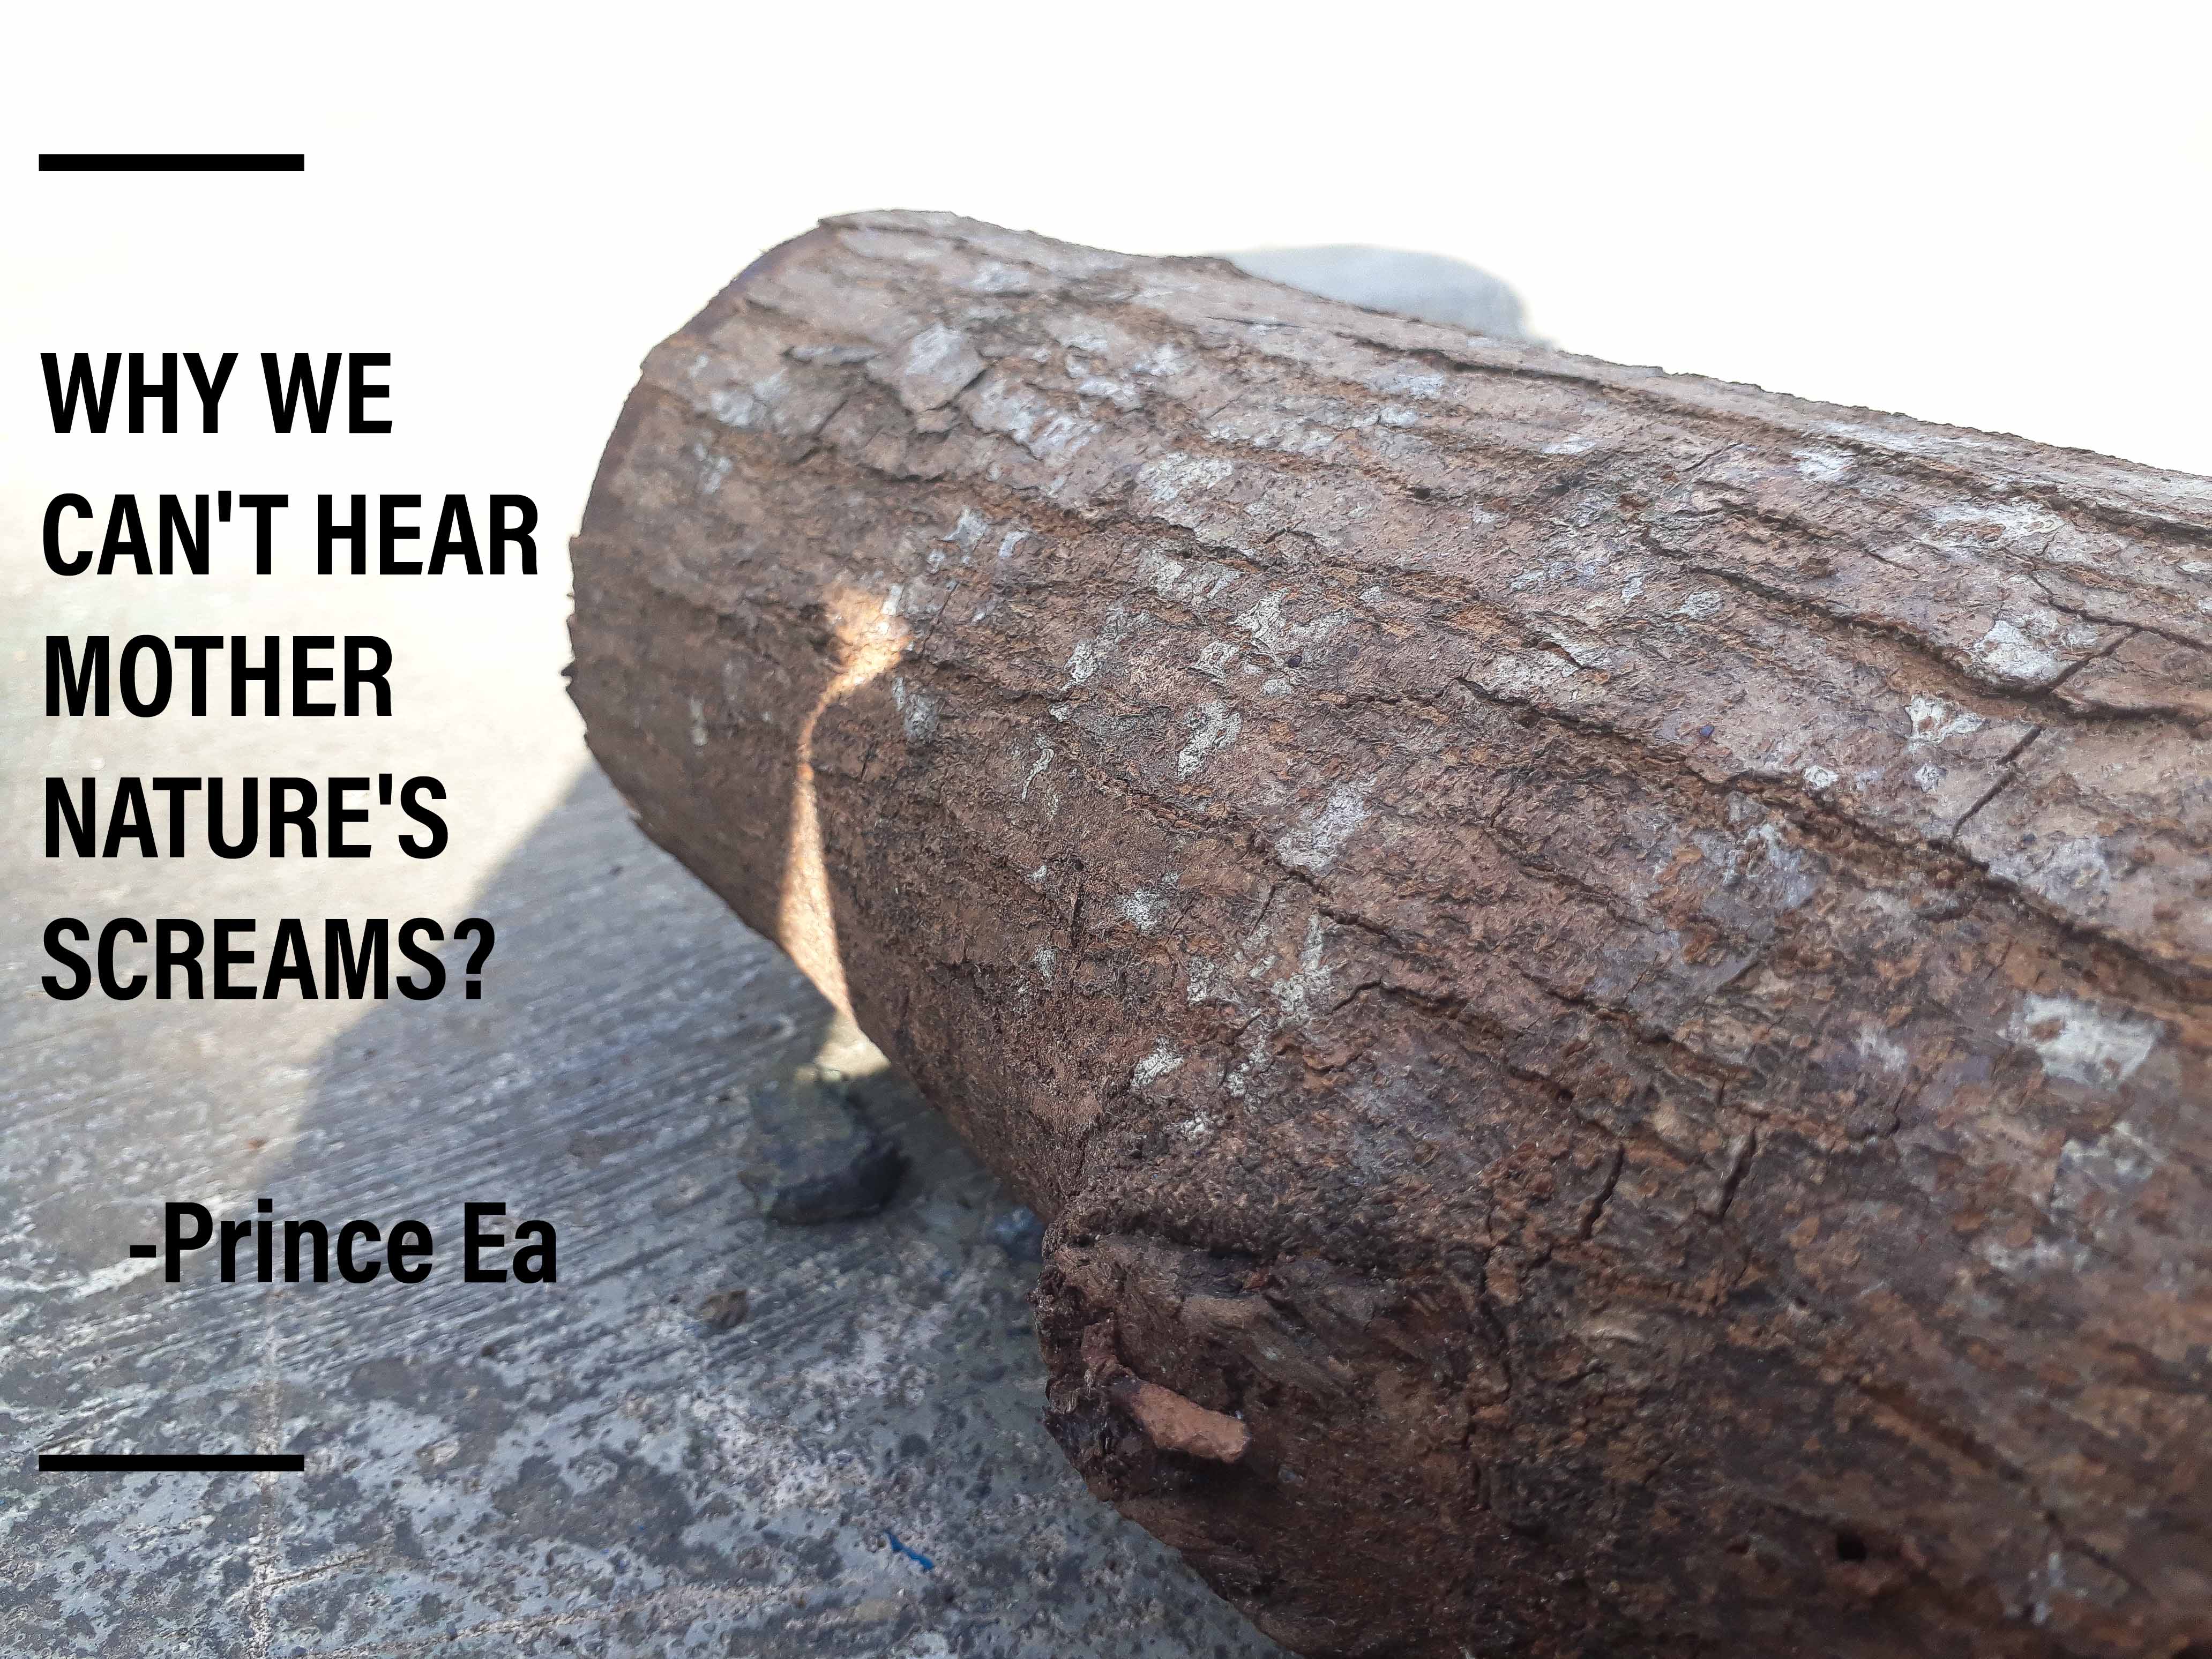 WHY WE
CAN'T HEAR
MOTHER
NATURE'S
SCREAMS?
-Prince Ea